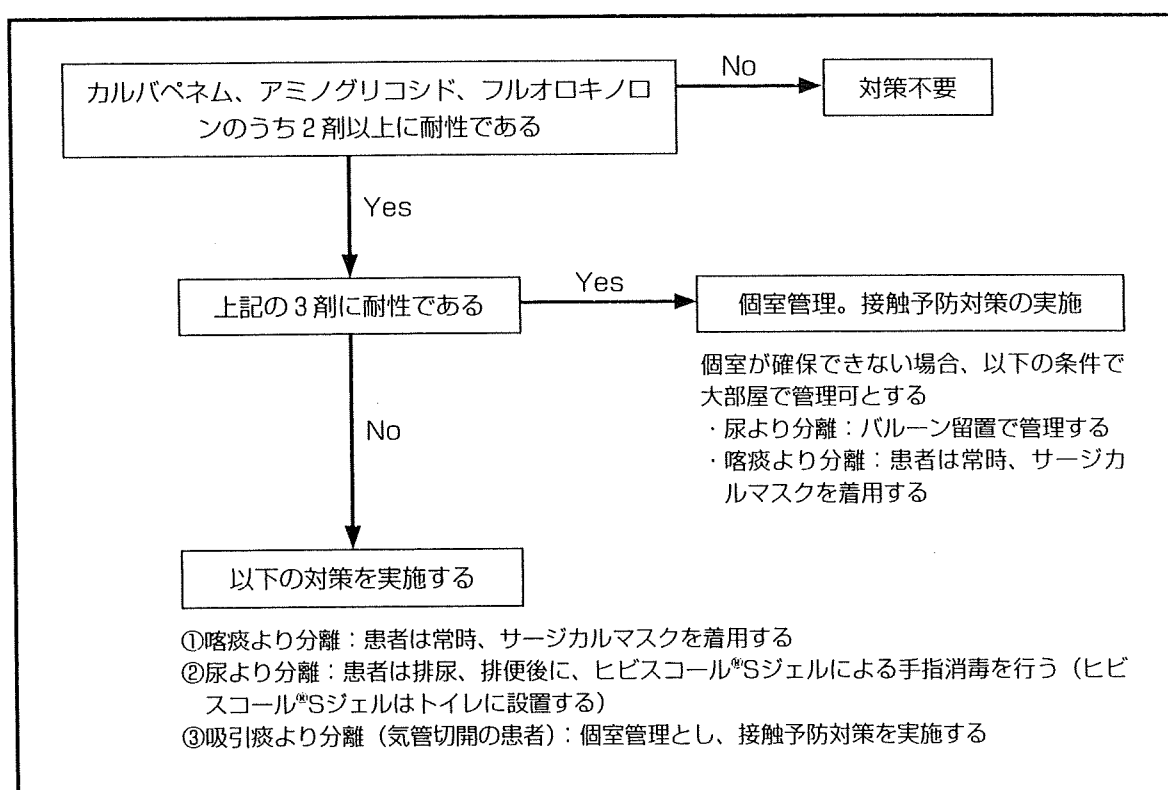 カルバペネム、アミノグリコシド、フルオロキノロ
ンのうち2剤以上に耐性である
No
対策不要
Yes
上記の3剤に耐性である
Yes
個室管理。接触予防対策の実施
個室が確保できない場合、以下の条件で
大部屋で管理可とする
・尿より分離：バルーン留置で管理する
・喀痰より分離：患者は常時、サージカ
ルマスクを着用する
No
以下の対策を実施する
①喀痰より分離：患者は常時、サージカルマスクを着用する
②尿より分離：患者は排尿、排便後に、ヒビスコール®Sジェルによる手指消毒を行う（ヒビ
スコール®Sジェルはトイレに設置する）
③吸引痰より分離（気管切開の患者）：個室管理とし、接触予防対策を実施する